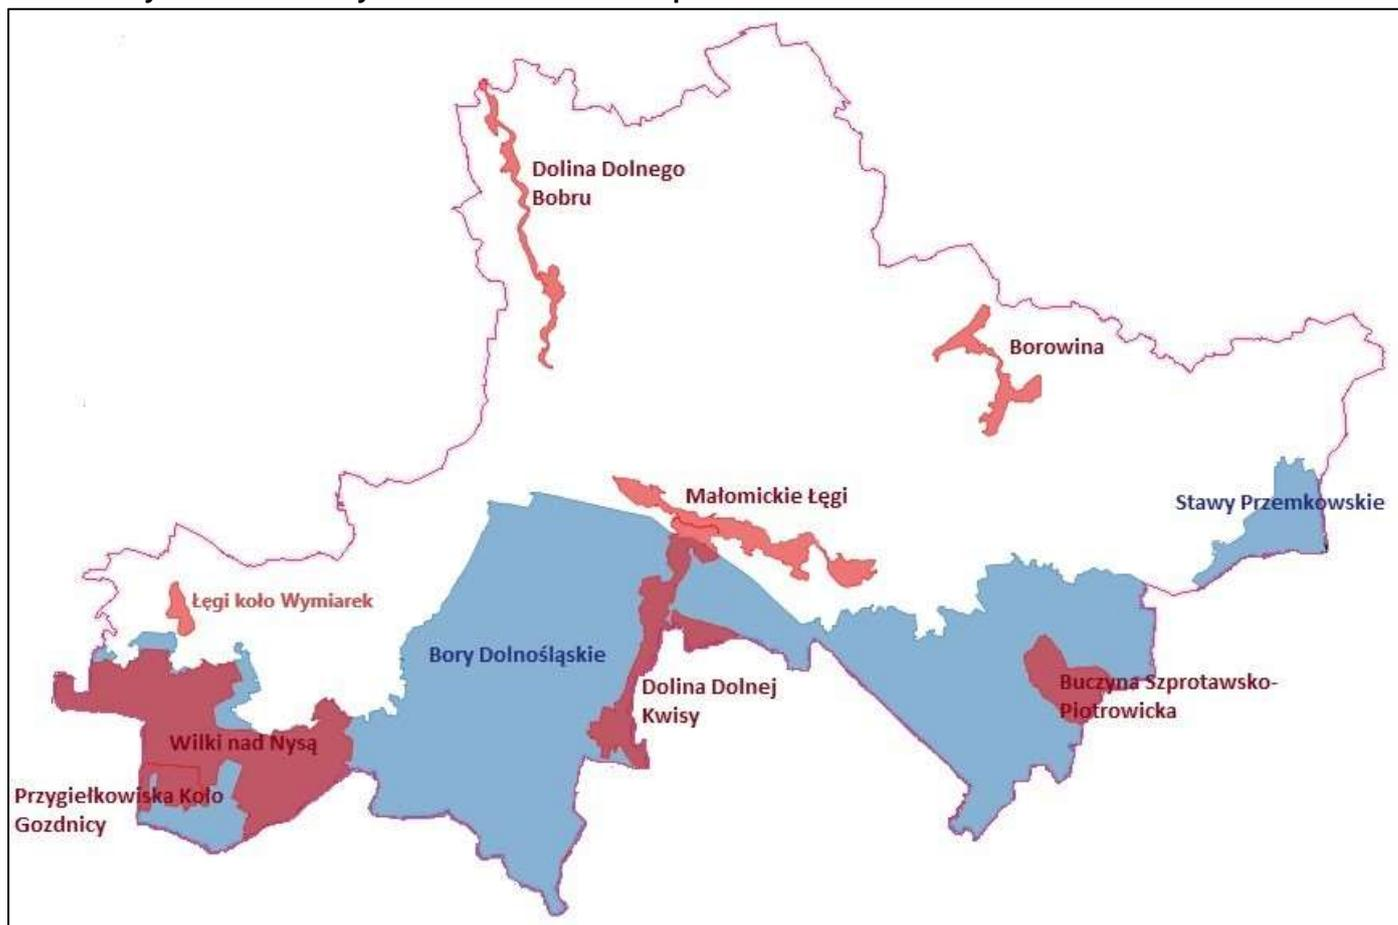 Dolina Dolnego
Bobru
Borowina
Małomickie Łęgi
Stawy Przemkowskie
Łęgi koło Wymiarek
Bory Dolnośląskie
Dolina Dolnej
Kwisy
Buczyna Szprotawsko-
Piotrowicka
Wilki nad Nysą
Przygiełkowiska Koło
Gozdnicy